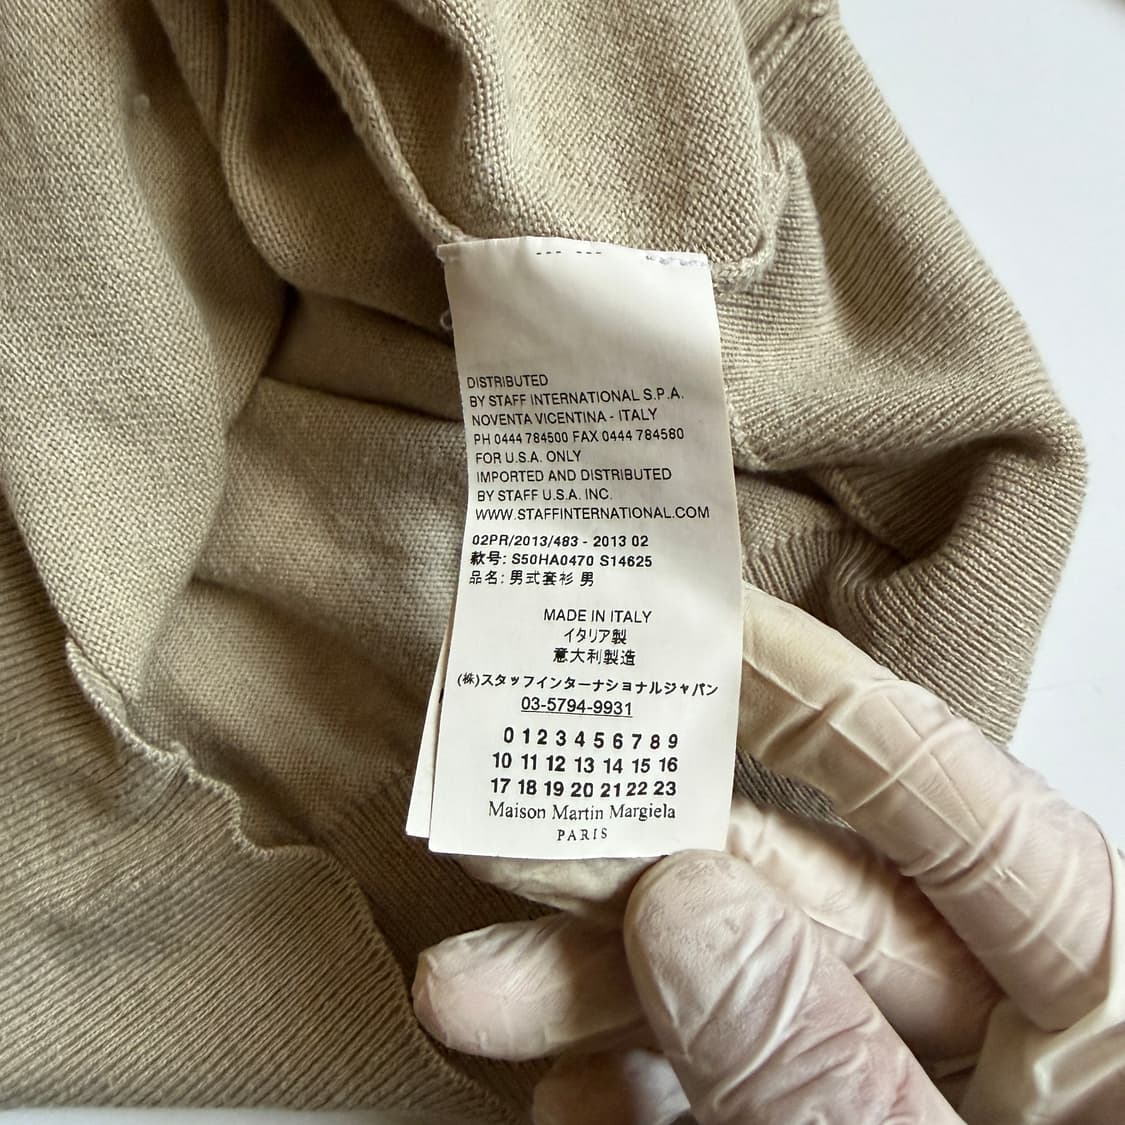 DISTRIBUTED
BY STAFF INTERNATIONAL S.P.A.
NOVENTA VICENTINA - ITALY
PH 0444 784500 FAX 0444 784580
FOR U.S.A. ONLY
IMPORTED AND DISTRIBUTED
BY STAFF U.S.A. INC.
WWW.STAFFINTERNATIONAL.COM
02PR/2013/483 - 2013 02
款号: S50HA0470 S14625
品名: 男式套衫 男
MADE IN ITALY
イタリア製
意大利製造
(株)スタッフインターナショナルジャパン
03-5794-9931
0 1 2 3 4 5 6 7 8 9
10 11 12 13 14 15 16
17 18 19 20 21 22 23
Maison Martin Margiela
PARIS